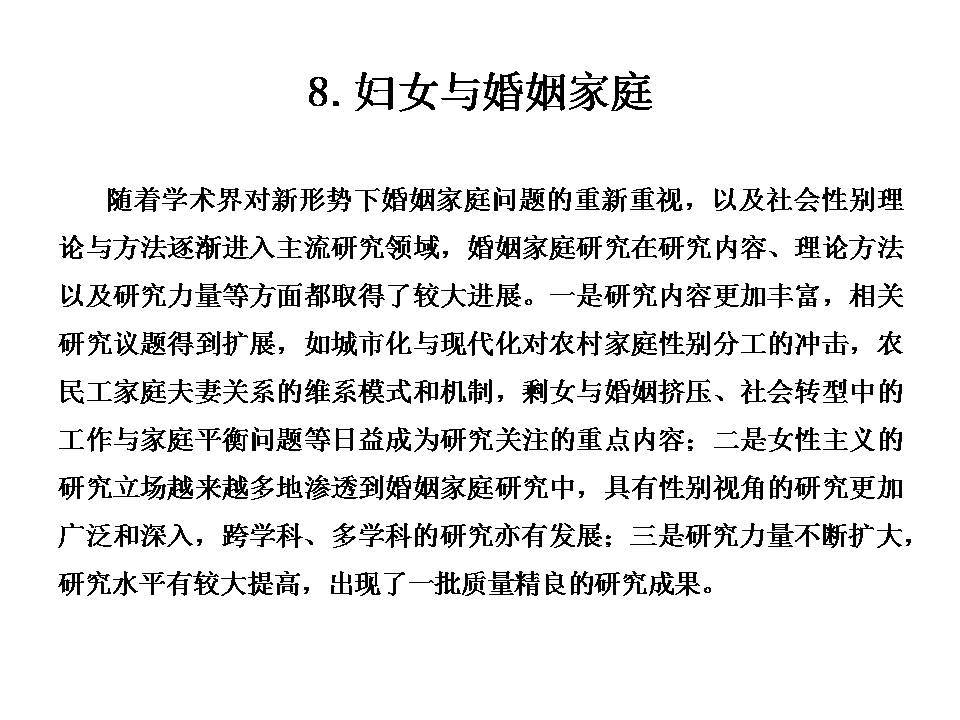 8. 妇女与婚姻家庭
随着学术界对新形势下婚姻家庭问题的重新重视，以及社会性别理
论与方法逐渐进入主流研究领域，婚姻家庭研究在研究内容、理论方法
以及研究力量等方面都取得了较大进展。一是研究内容更加丰富，相关
研究议题得到扩展，如城市化与现代化对农村家庭性别分工的冲击，农
民工家庭夫妻关系的维系模式和机制，剩女与婚姻挤压、社会转型中的
工作与家庭平衡问题等日益成为研究关注的重点内容；二是女性主义的
研究立场越来越多地渗透到婚姻家庭研究中，具有性别视角的研究更加
广泛和深入，跨学科、多学科的研究亦有发展；三是研究力量不断扩大，
研究水平有较大提高，出现了一批质量精良的研究成果。